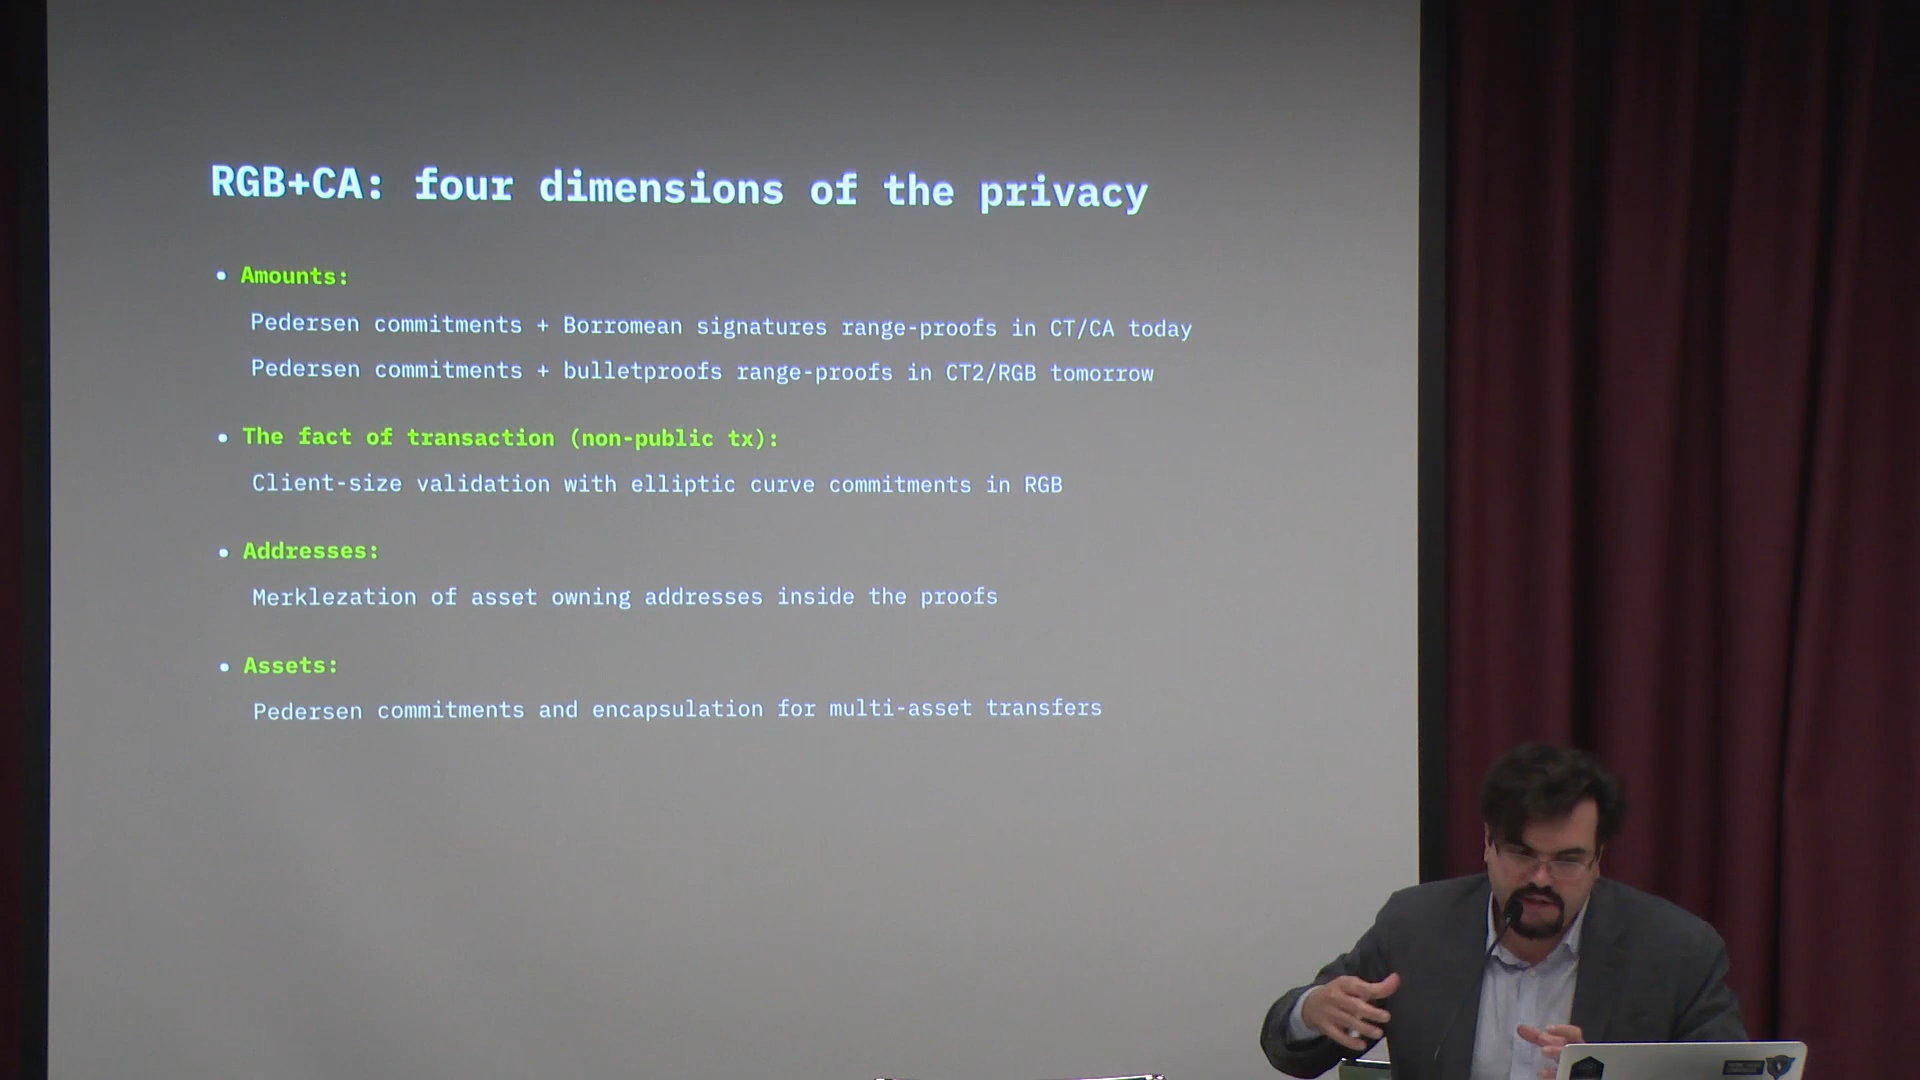 RGB+CA: four dimensions of the privacy
• Amounts:
Pedersen commitments + Borromean signatures range-proofs in CT/CA today
Pedersen commitments + bulletproofs range-proofs in CT2/RGB tomorrow
• The fact of transaction (non-public tx):
Client-size validation with elliptic curve commitments in RGB
• Addresses:
Merklezation of asset owning addresses inside the proofs
• Assets:
Pedersen commitments and encapsulation for multi-asset transfers